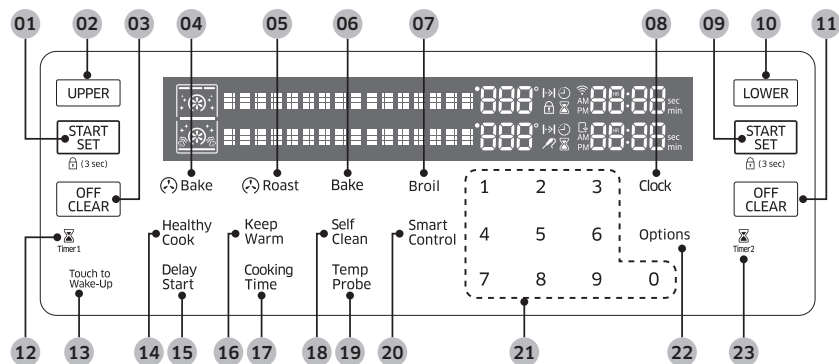 01 02 03 04 05 06 07 08 09 10 11
UPPER
LOWER
START
SET
(3 sec)
START
SET
(3 sec)
OFF
CLEAR
OFF
CLEAR
AM
PM
HR
sec
min
AM
PM
HR
sec
min
Bake
Roast
Bake
Broil
1 2 3
Clock
Healthy
Cook
Keep
Warm
Self
Clean
Smart
Control
4 5 6
Options
Timer1
Timer2
Touch to
Wake-Up
Delay
Start
Cooking
Time
Temp
Probe
7 8 9 0
12 13 14 15 16 17 18 19 20 21 22 23